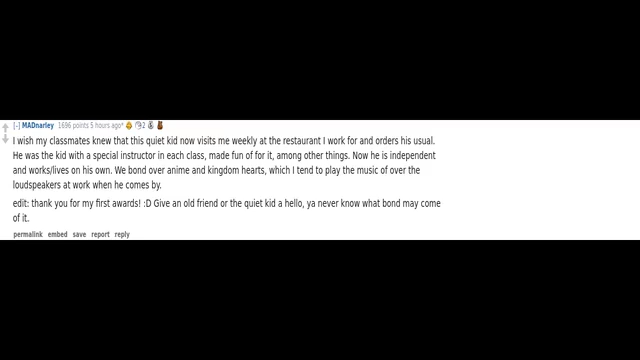 [-] MADnarley 1696 points 5 hours ago* 2
I wish my classmates knew that this quiet kid now visits me weekly at the restaurant I work for and orders his usual.
He was the kid with a special instructor in each class, made fun of for it, among other things. Now he is independent
and works/lives on his own. We bond over anime and kingdom hearts, which I tend to play the music of over the
loudspeakers at work when he comes by.
edit: thank you for my first awards! :D Give an old friend or the quiet kid a hello, ya never know what bond may come
of it.
permalink embed save report reply